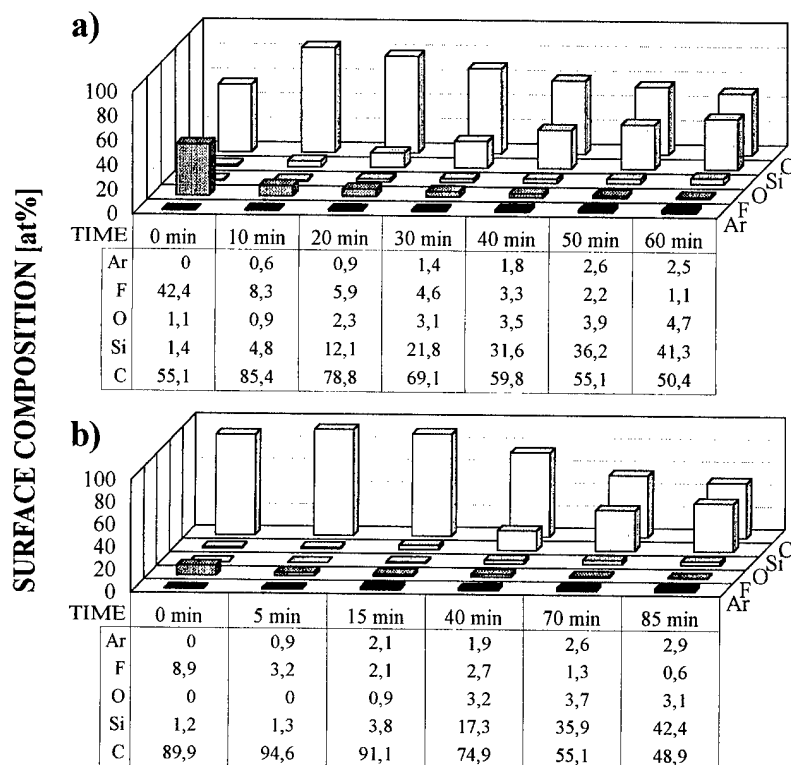 SURFACE COMPOSITION [at%]
a)
100
80
60
40
20
0
C
Si
O
F
Ar
TIME 0 min 10 min 20 min 30 min 40 min 50 min 60 min
Ar 0 0,6 0,9 1,4 1,8 2,6 2,5
F 42,4 8,3 5,9 4,6 3,3 2,2 1,1
O 1,1 0,9 2,3 3,1 3,5 3,9 4,7
Si 1,4 4,8 12,1 21,8 31,6 36,2 41,3
C 55,1 85,4 78,8 69,1 59,8 55,1 50,4
b)
100
80
60
40
20
0
C
Si
O
F
Ar
TIME 0 min 5 min 15 min 40 min 70 min 85 min
Ar 0 0,9 2,1 1,9 2,6 2,9
F 8,9 3,2 2,1 2,7 1,3 0,6
O 0 0 0,9 3,2 3,7 3,1
Si 1,2 1,3 3,8 17,3 35,9 42,4
C 89,9 94,6 91,1 74,9 55,1 48,9